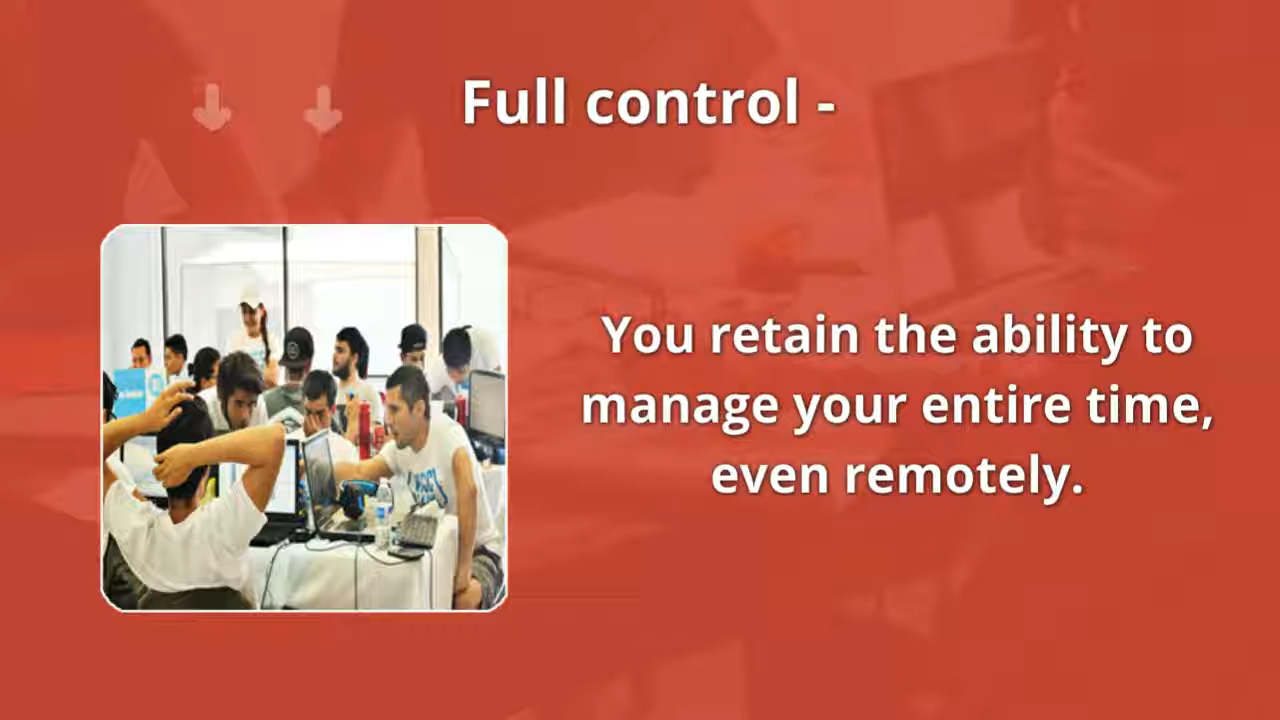 Full control -
You retain the ability to
manage your entire time,
even remotely.